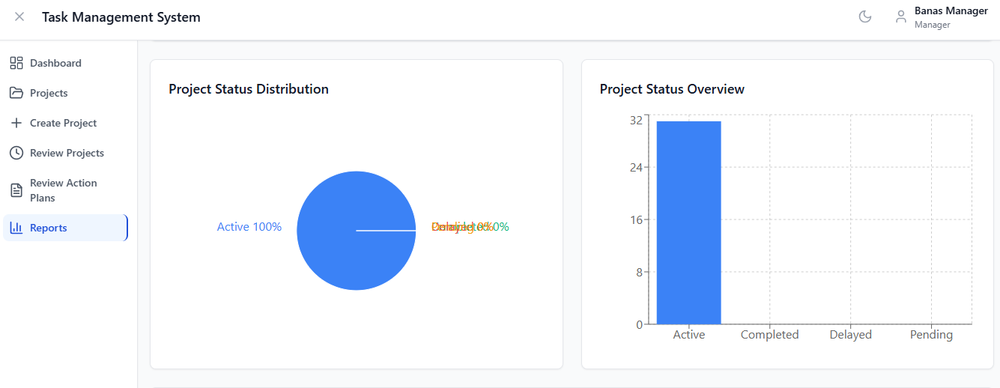 Task Management System
Banas Manager
Manager
Dashboard
Projects
Create Project
Review Projects
Review Action
Plans
Reports
Project Status Distribution
Active 100%
Project Status Overview
32
24
16
8
0
Active
Completed
Delayed
Pending